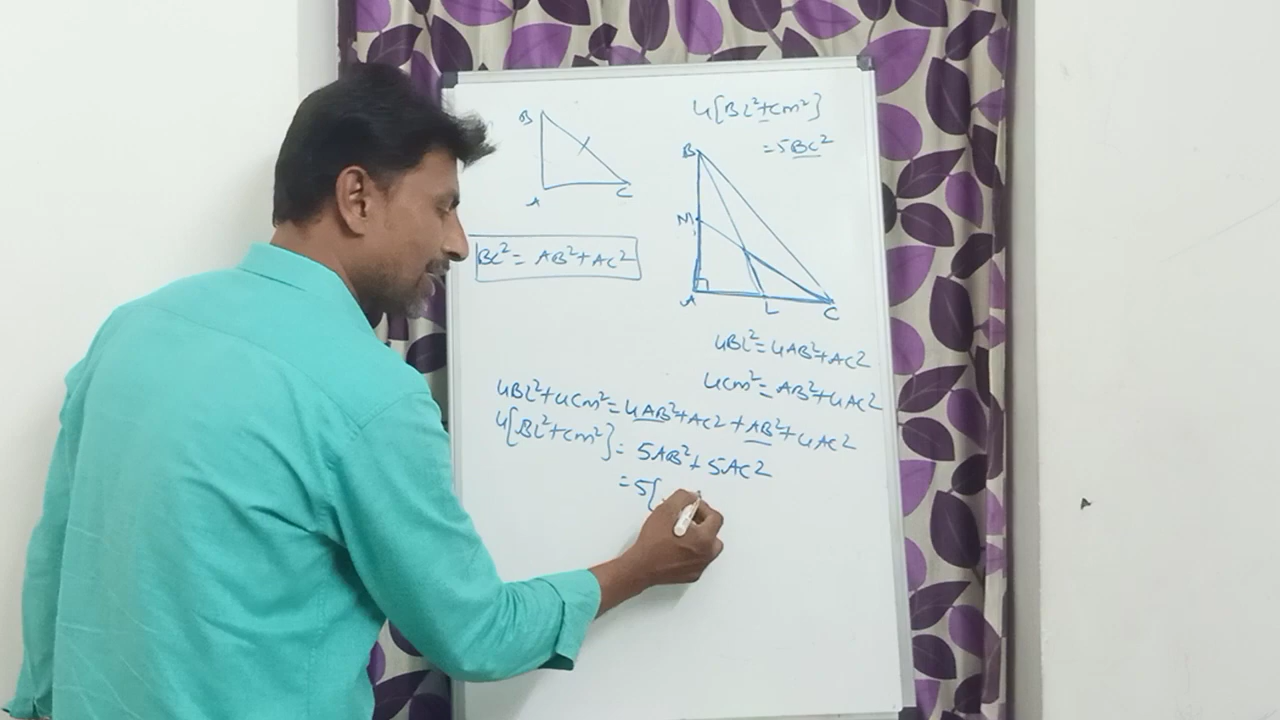 B
A
C
BC² = AB² + AC²
4[BL² + CM²]
= 5BC²
B
M
A
L
C
4BL² = 4AB² + AC²
4CM² = AB² + 4AC²
4BL² + 4CM² = 4AB² + AC² + AB² + 4AC²
4[BL² + CM²] = 5AB² + 5AC²
= 5[